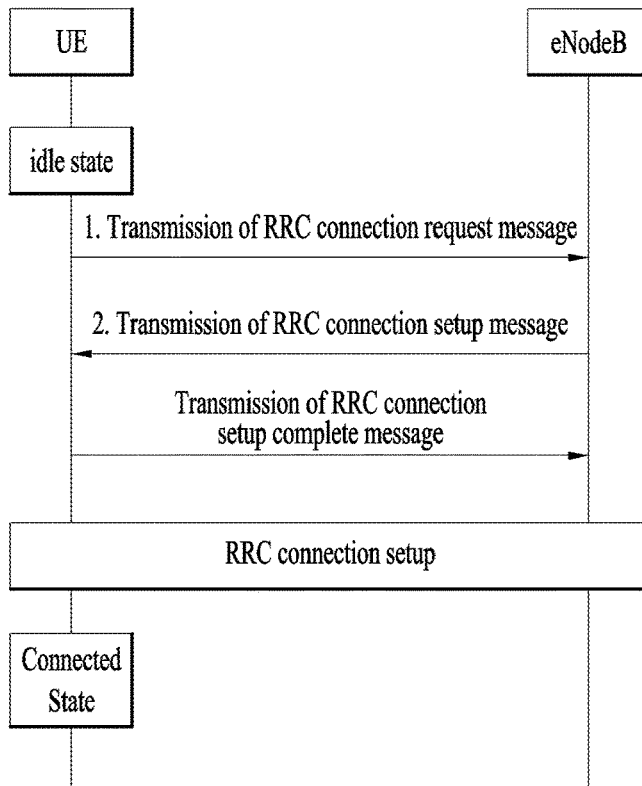 UE
eNodeB
idle state
1. Transmission of RRC connection request message
2. Transmission of RRC connection setup message
Transmission of RRC connection
setup complete message
RRC connection setup
Connected
State